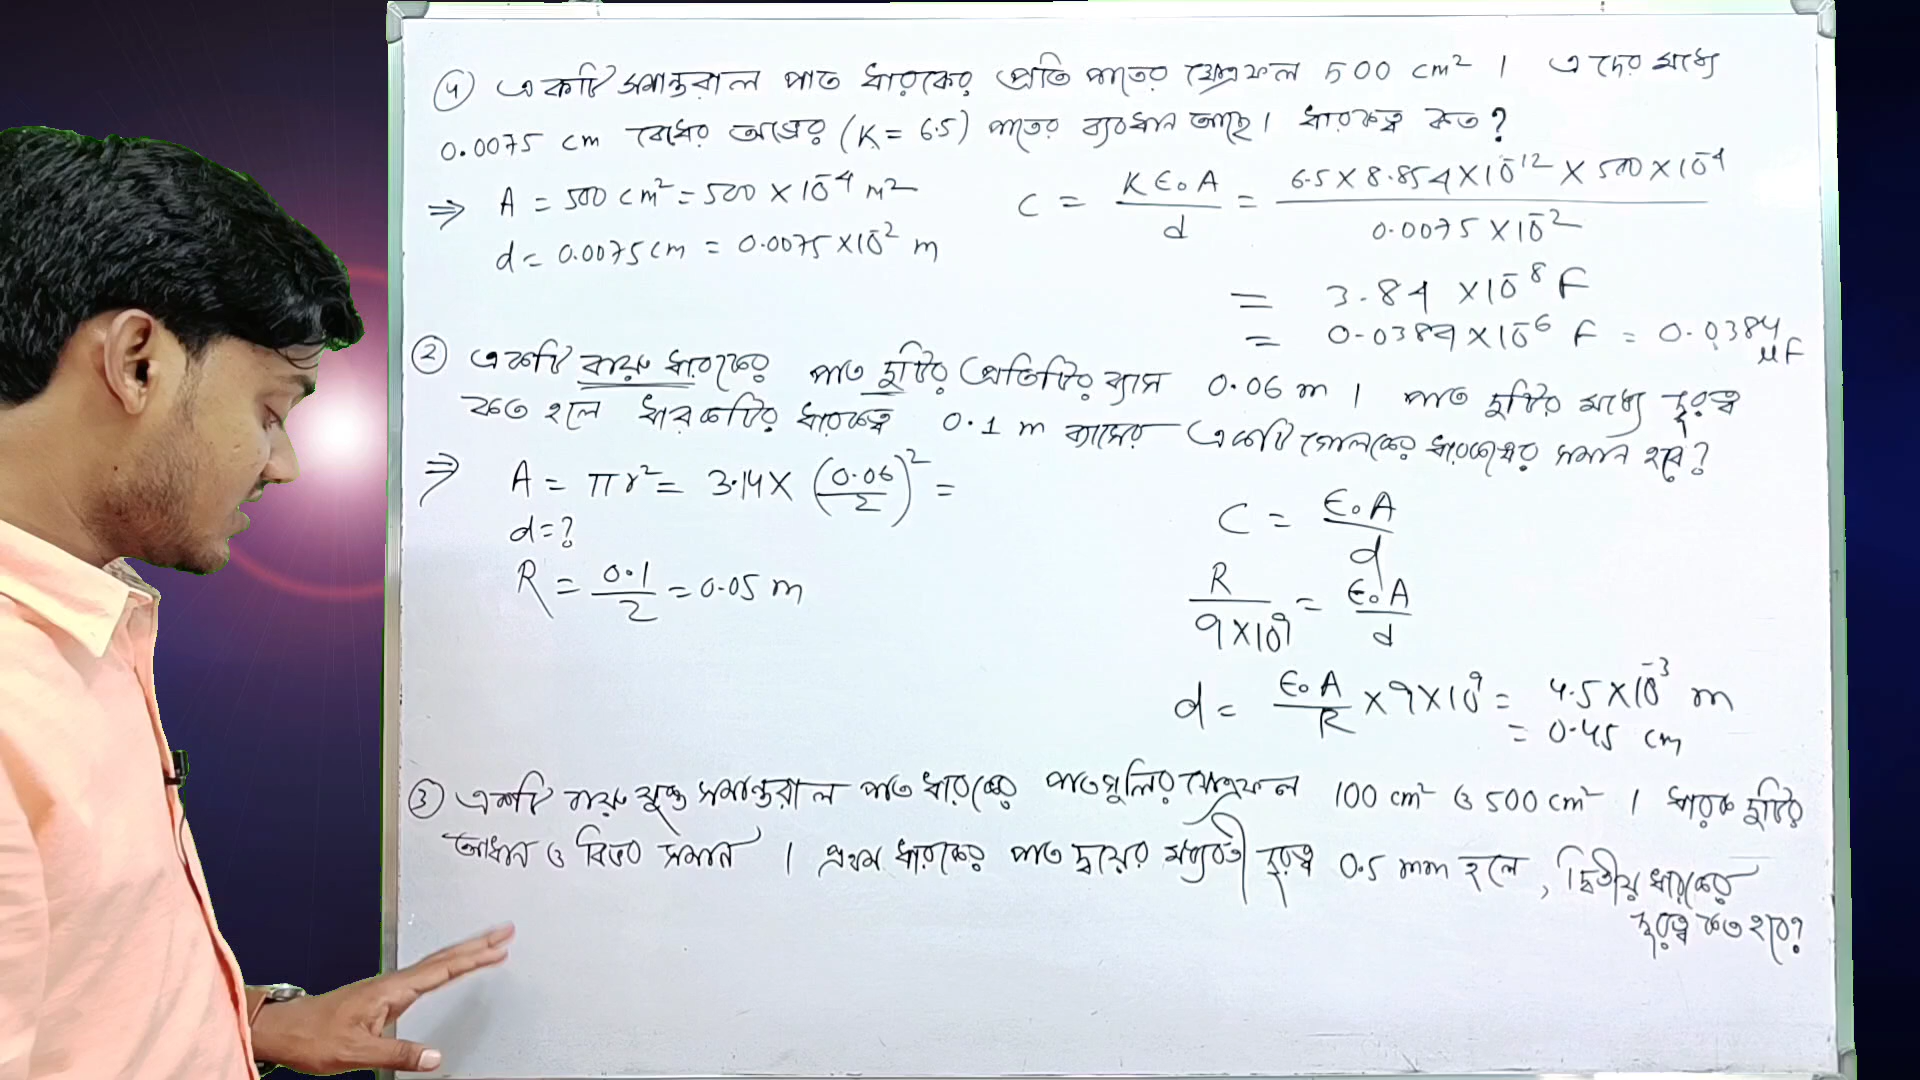 ① একটি সমান্তরাল পাত ধারকের প্রতি পাতের ক্ষেত্রফল 500 cm² । এদের মধ্যে
0.0075 cm বেধের অভ্রের (K = 6.5) পাতের ব্যবধান আছে। ধারকত্ব কত?
⇒ A = 500 cm² = 500 × 10⁻⁴ m²
d = 0.0075 cm = 0.0075 × 10⁻² m
C = Kϵ₀A / d = 6.5 × 8.854 × 10⁻¹² × 500 × 10⁻⁴ / 0.0075 × 10⁻²
= 3.84 × 10⁻⁸ F
= 0.0384 × 10⁻⁶ F = 0.0384 μF
② একটি বায়ু ধারকের পাত দুটির প্রতিটির ব্যাস 0.06 m । পাত দুটির মধ্যে দূরত্ব
কত হলে ধারকটির ধারকত্ব 0.1 m ব্যাসের একটি গোলকের ধারকত্বের সমান হবে?
⇒ A = πr² = 3.14 × (0.06/2)² =
d = ?
R = 0.1/2 = 0.05 m
C = ϵ₀A / d
R / 9×10⁹ = ϵ₀A / d
d = ϵ₀A / R × 9×10⁹ = 4.5 × 10⁻³ m
= 0.45 cm
③ একটি বায়ু যুক্ত সমান্তরাল পাত ধারকের পাতগুলির ক্ষেত্রফল 100 cm² ও 500 cm² । ধারক দুটির
আধান ও বিভব সমান । প্রথম ধারকের পাত দ্বয়ের মধ্যবর্তী দূরত্ব 0.5 mm হলে, দ্বিতীয় ধারকের
দূরত্ব কত হবে?